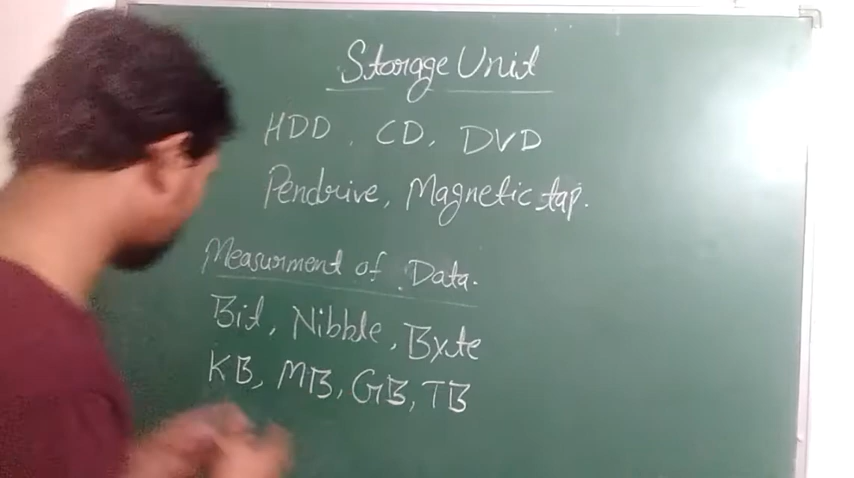 Storage Unit
HDD, CD, DVD
Pendrive, Magnetic tap.
Measurment of Data.
Bit, Nibble, Byte
KB, MB, GB, TB